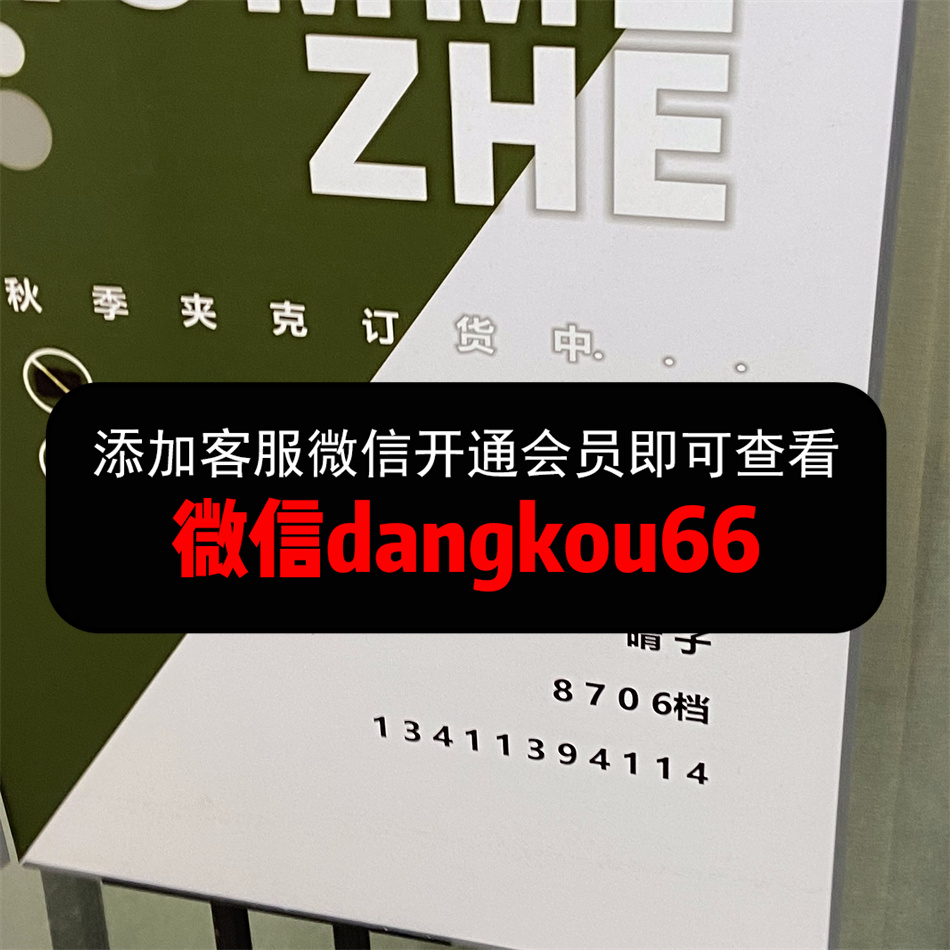 ZHE
秋季夹克订货中...
添加客服微信开通会员即可查看
微信dangkou66
晴子
8706档
13411394114